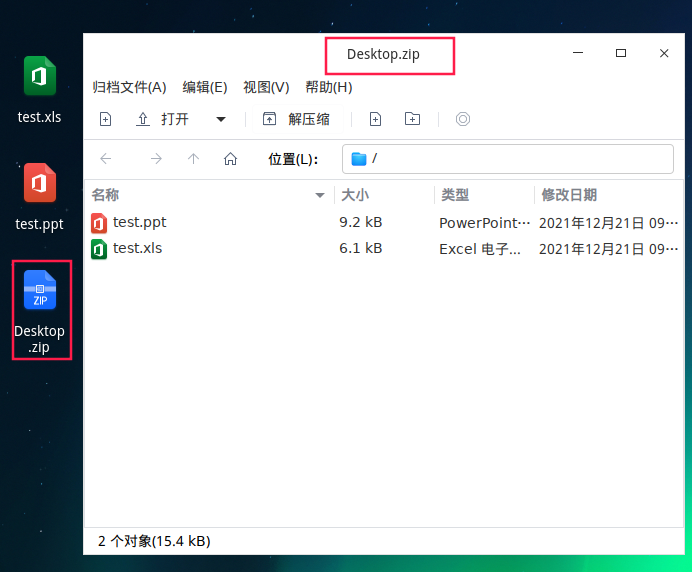 test.xls
test.ppt
ZIP
Desktop
.zip
Desktop.zip
归档文件(A) 编辑(E) 视图(V) 帮助(H)
打开 解压缩
位置(L): /
名称 大小 类型 修改日期
test.ppt 9.2 kB PowerPoint··· 2021年12月21日 09···
test.xls 6.1 kB Excel 电子... 2021年12月21日 09···
2 个对象(15.4 kB)